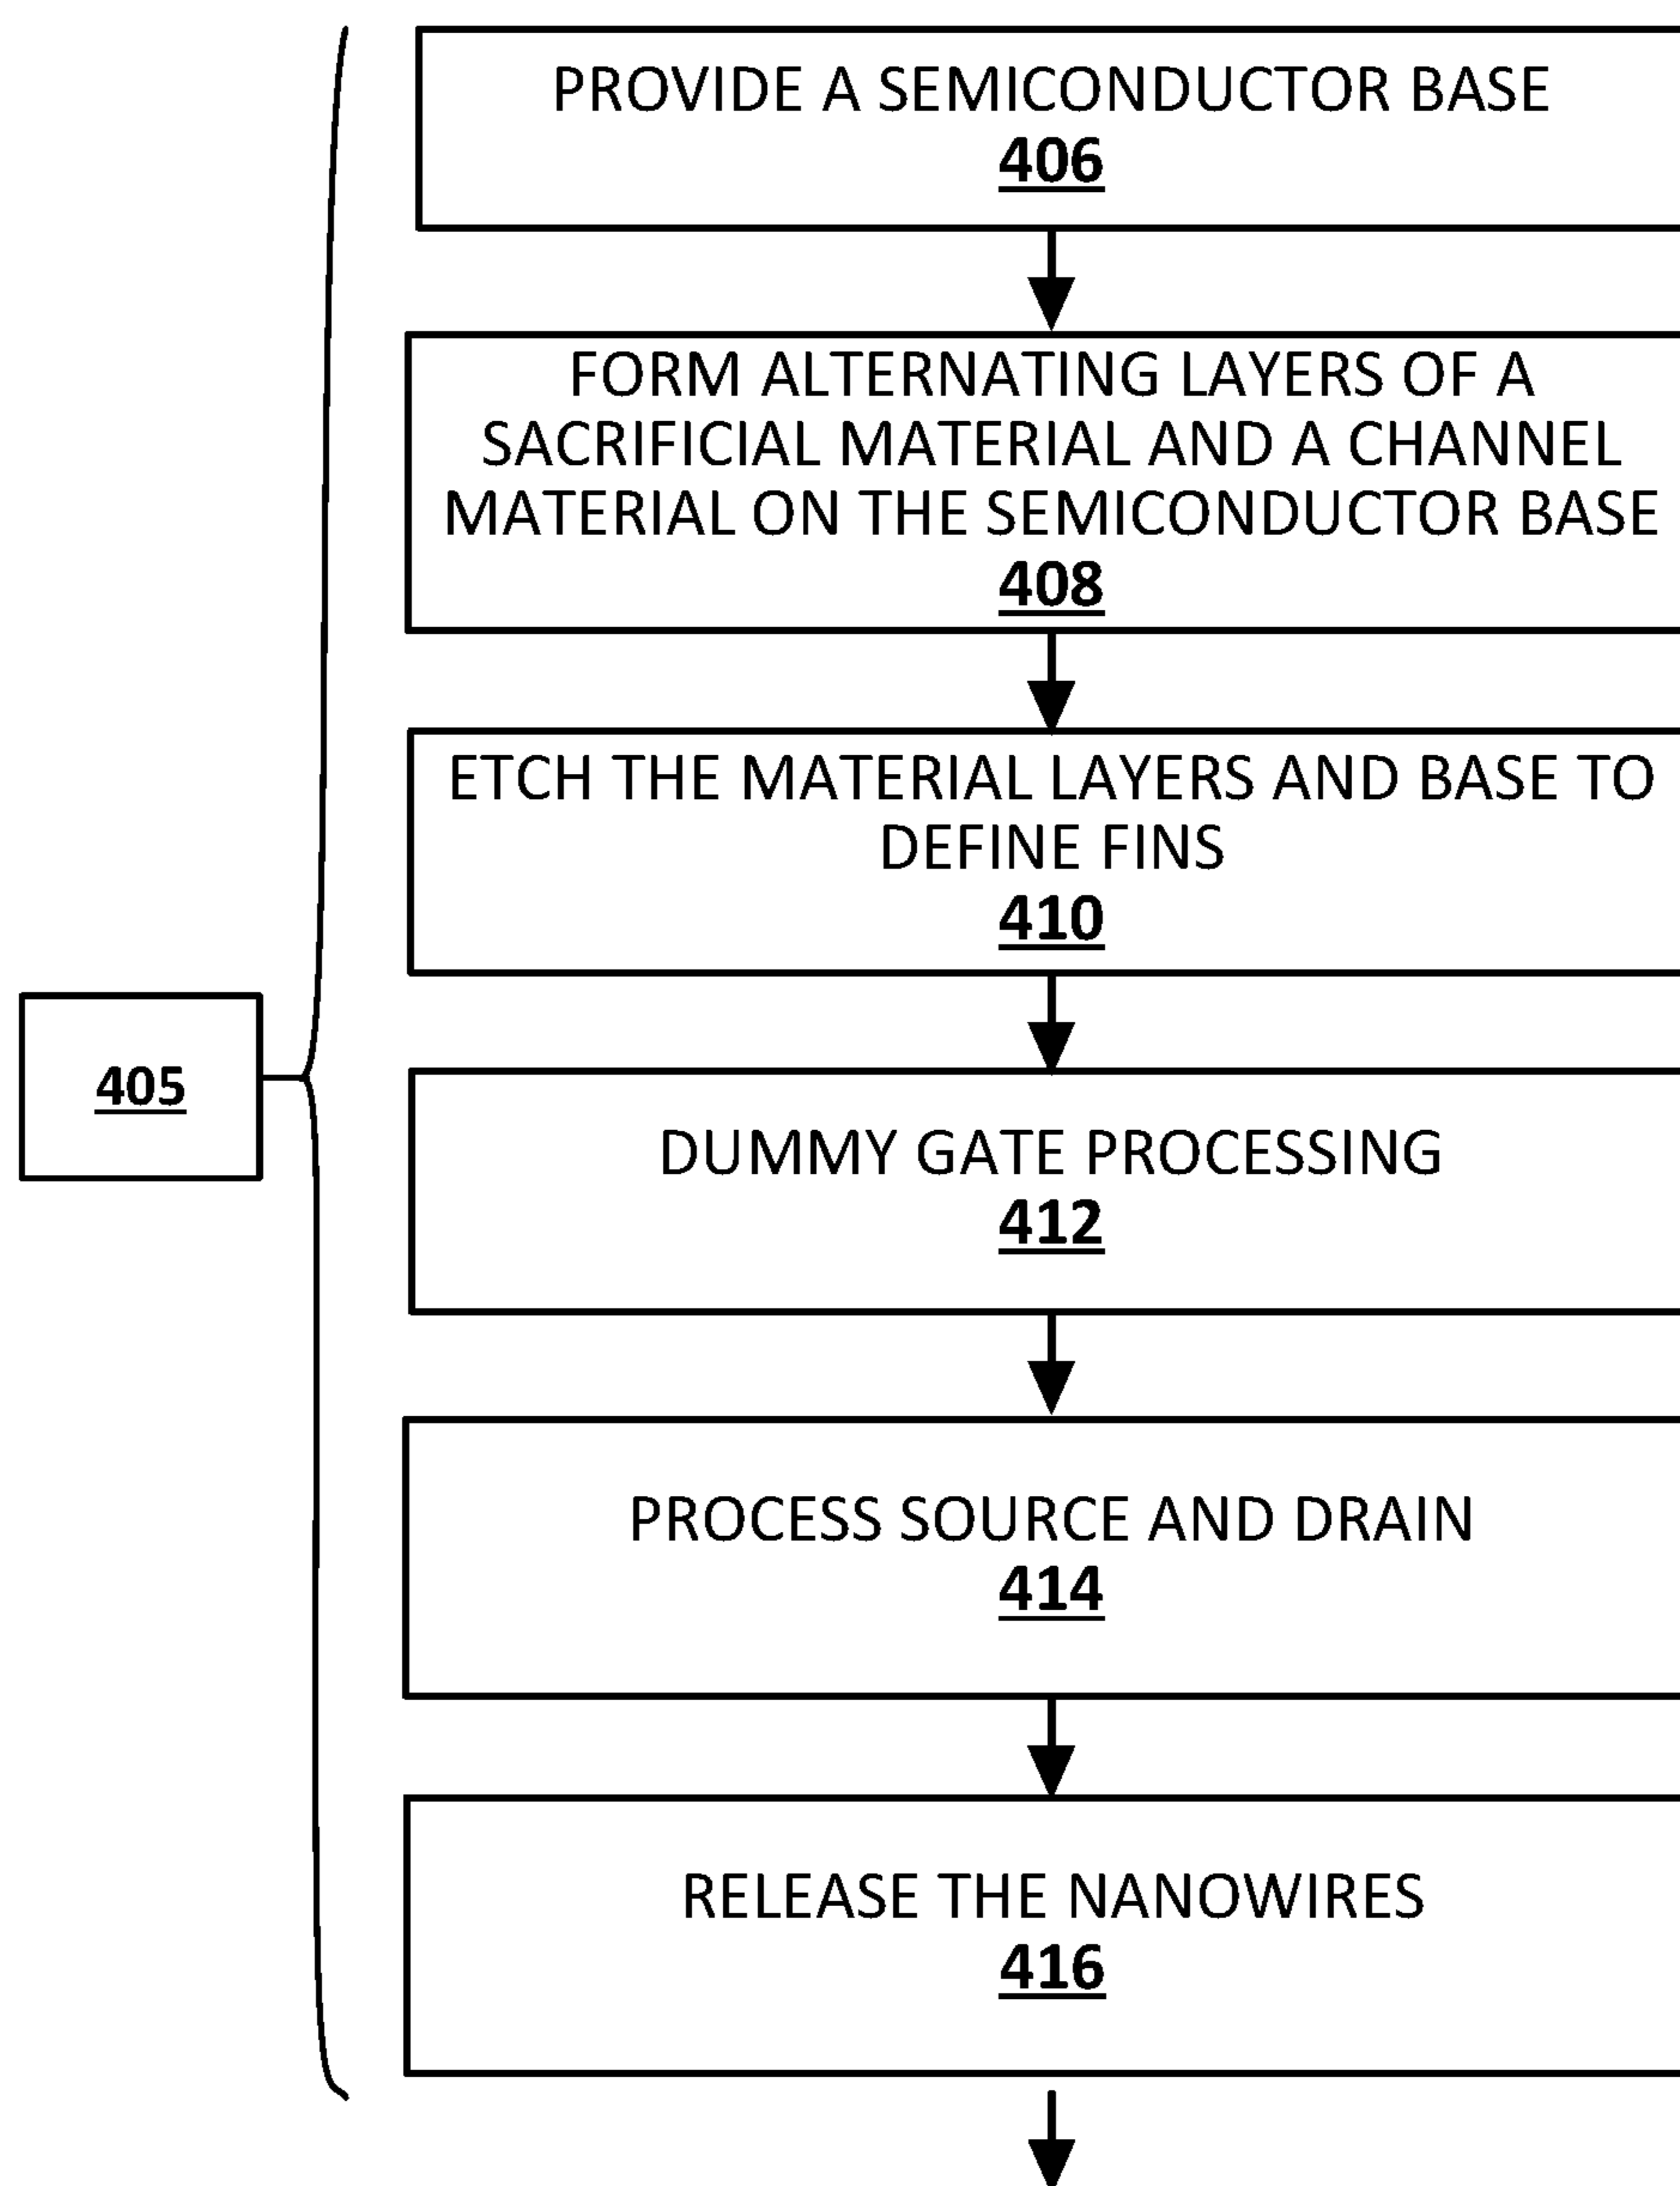 PROVIDE A SEMICONDUCTOR BASE
406
FORM ALTERNATING LAYERS OF A
SACRIFICIAL MATERIAL AND A CHANNEL
MATERIAL ON THE SEMICONDUCTOR BASE
408
ETCH THE MATERIAL LAYERS AND BASE TO
DEFINE FINS
410
405
DUMMY GATE PROCESSING
412
PROCESS SOURCE AND DRAIN
414
RELEASE THE NANOWIRES
416